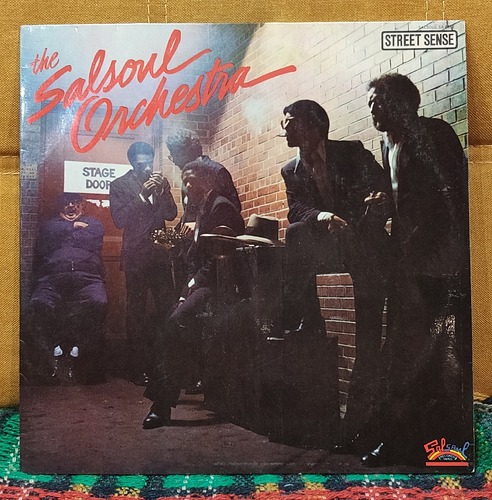 the
Salsoul
Orchestra
STREET SENSE
STAGE
DOOR
Salsoul